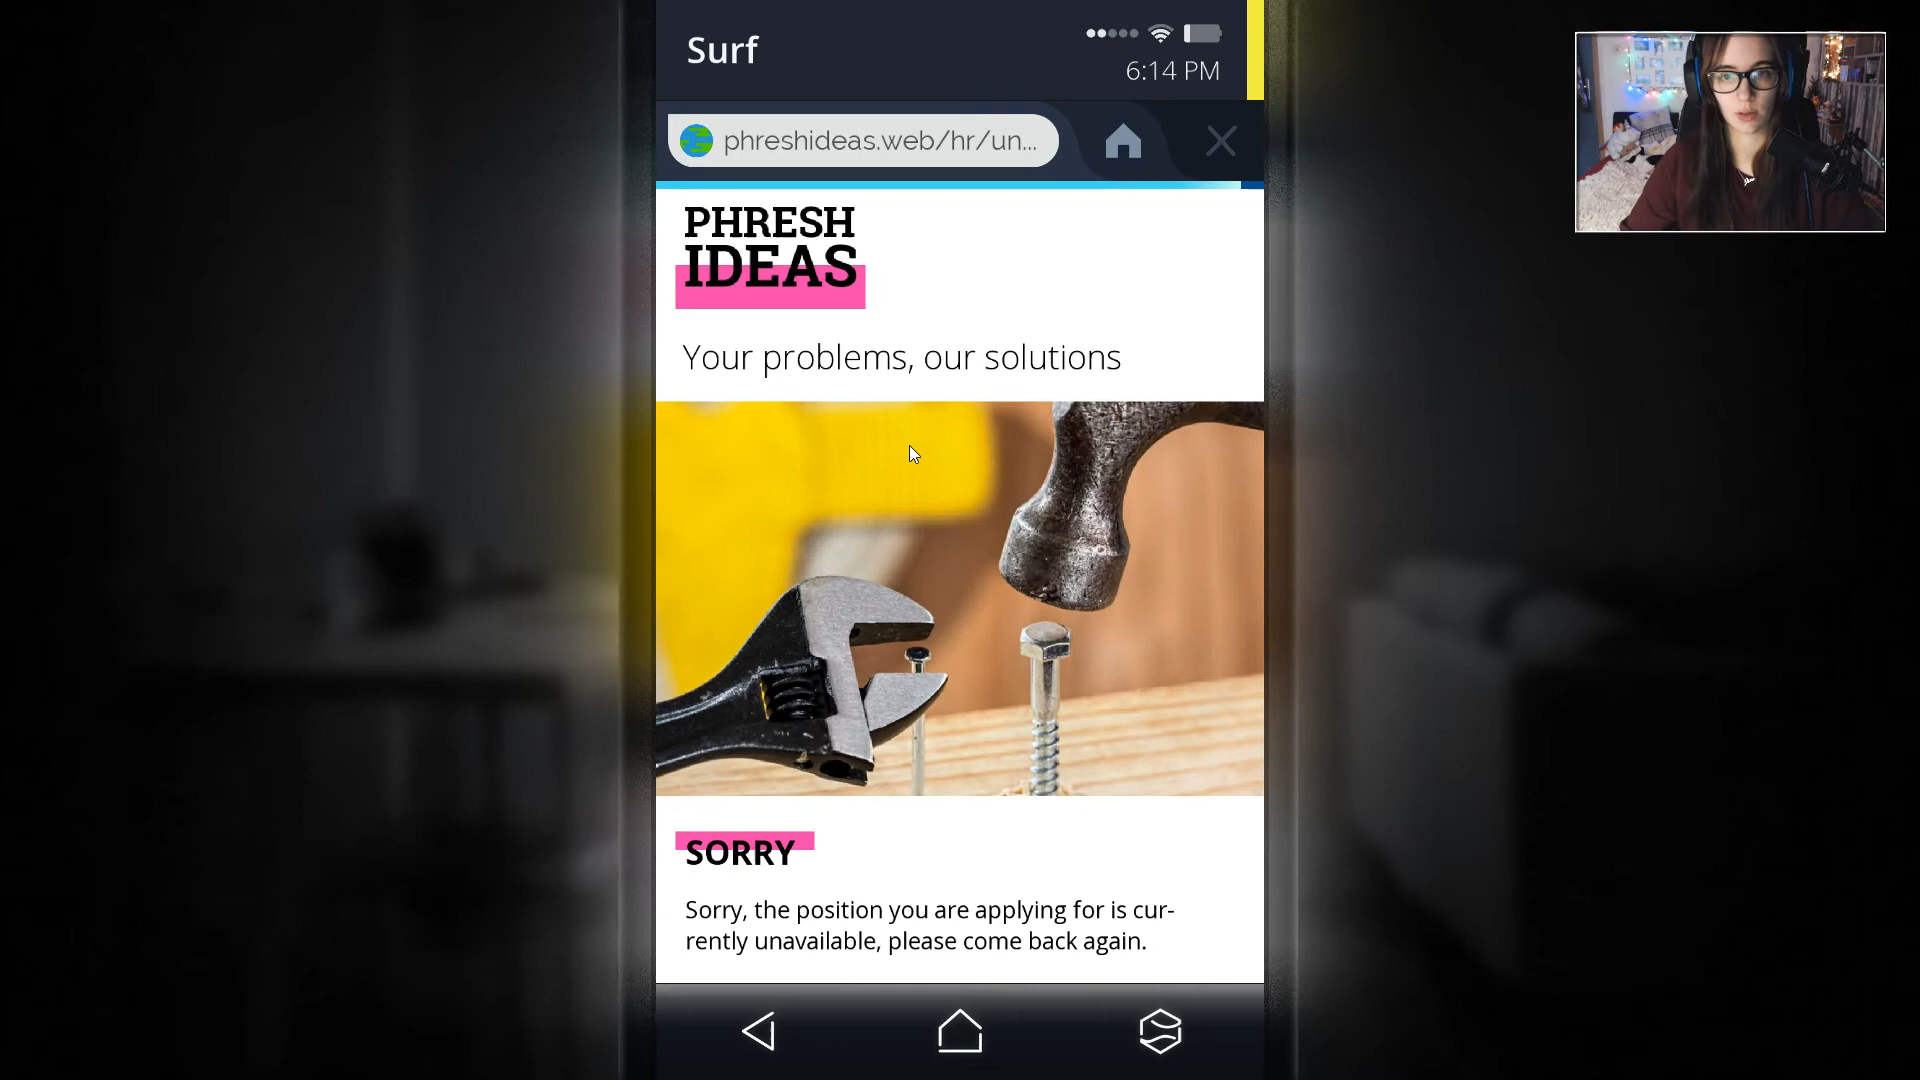 Surf
6:14 PM
phreshideas.web/hr/un...
PHRESH
IDEAS
Your problems, our solutions
SORRY
Sorry, the position you are applying for is cur-
rently unavailable, please come back again.